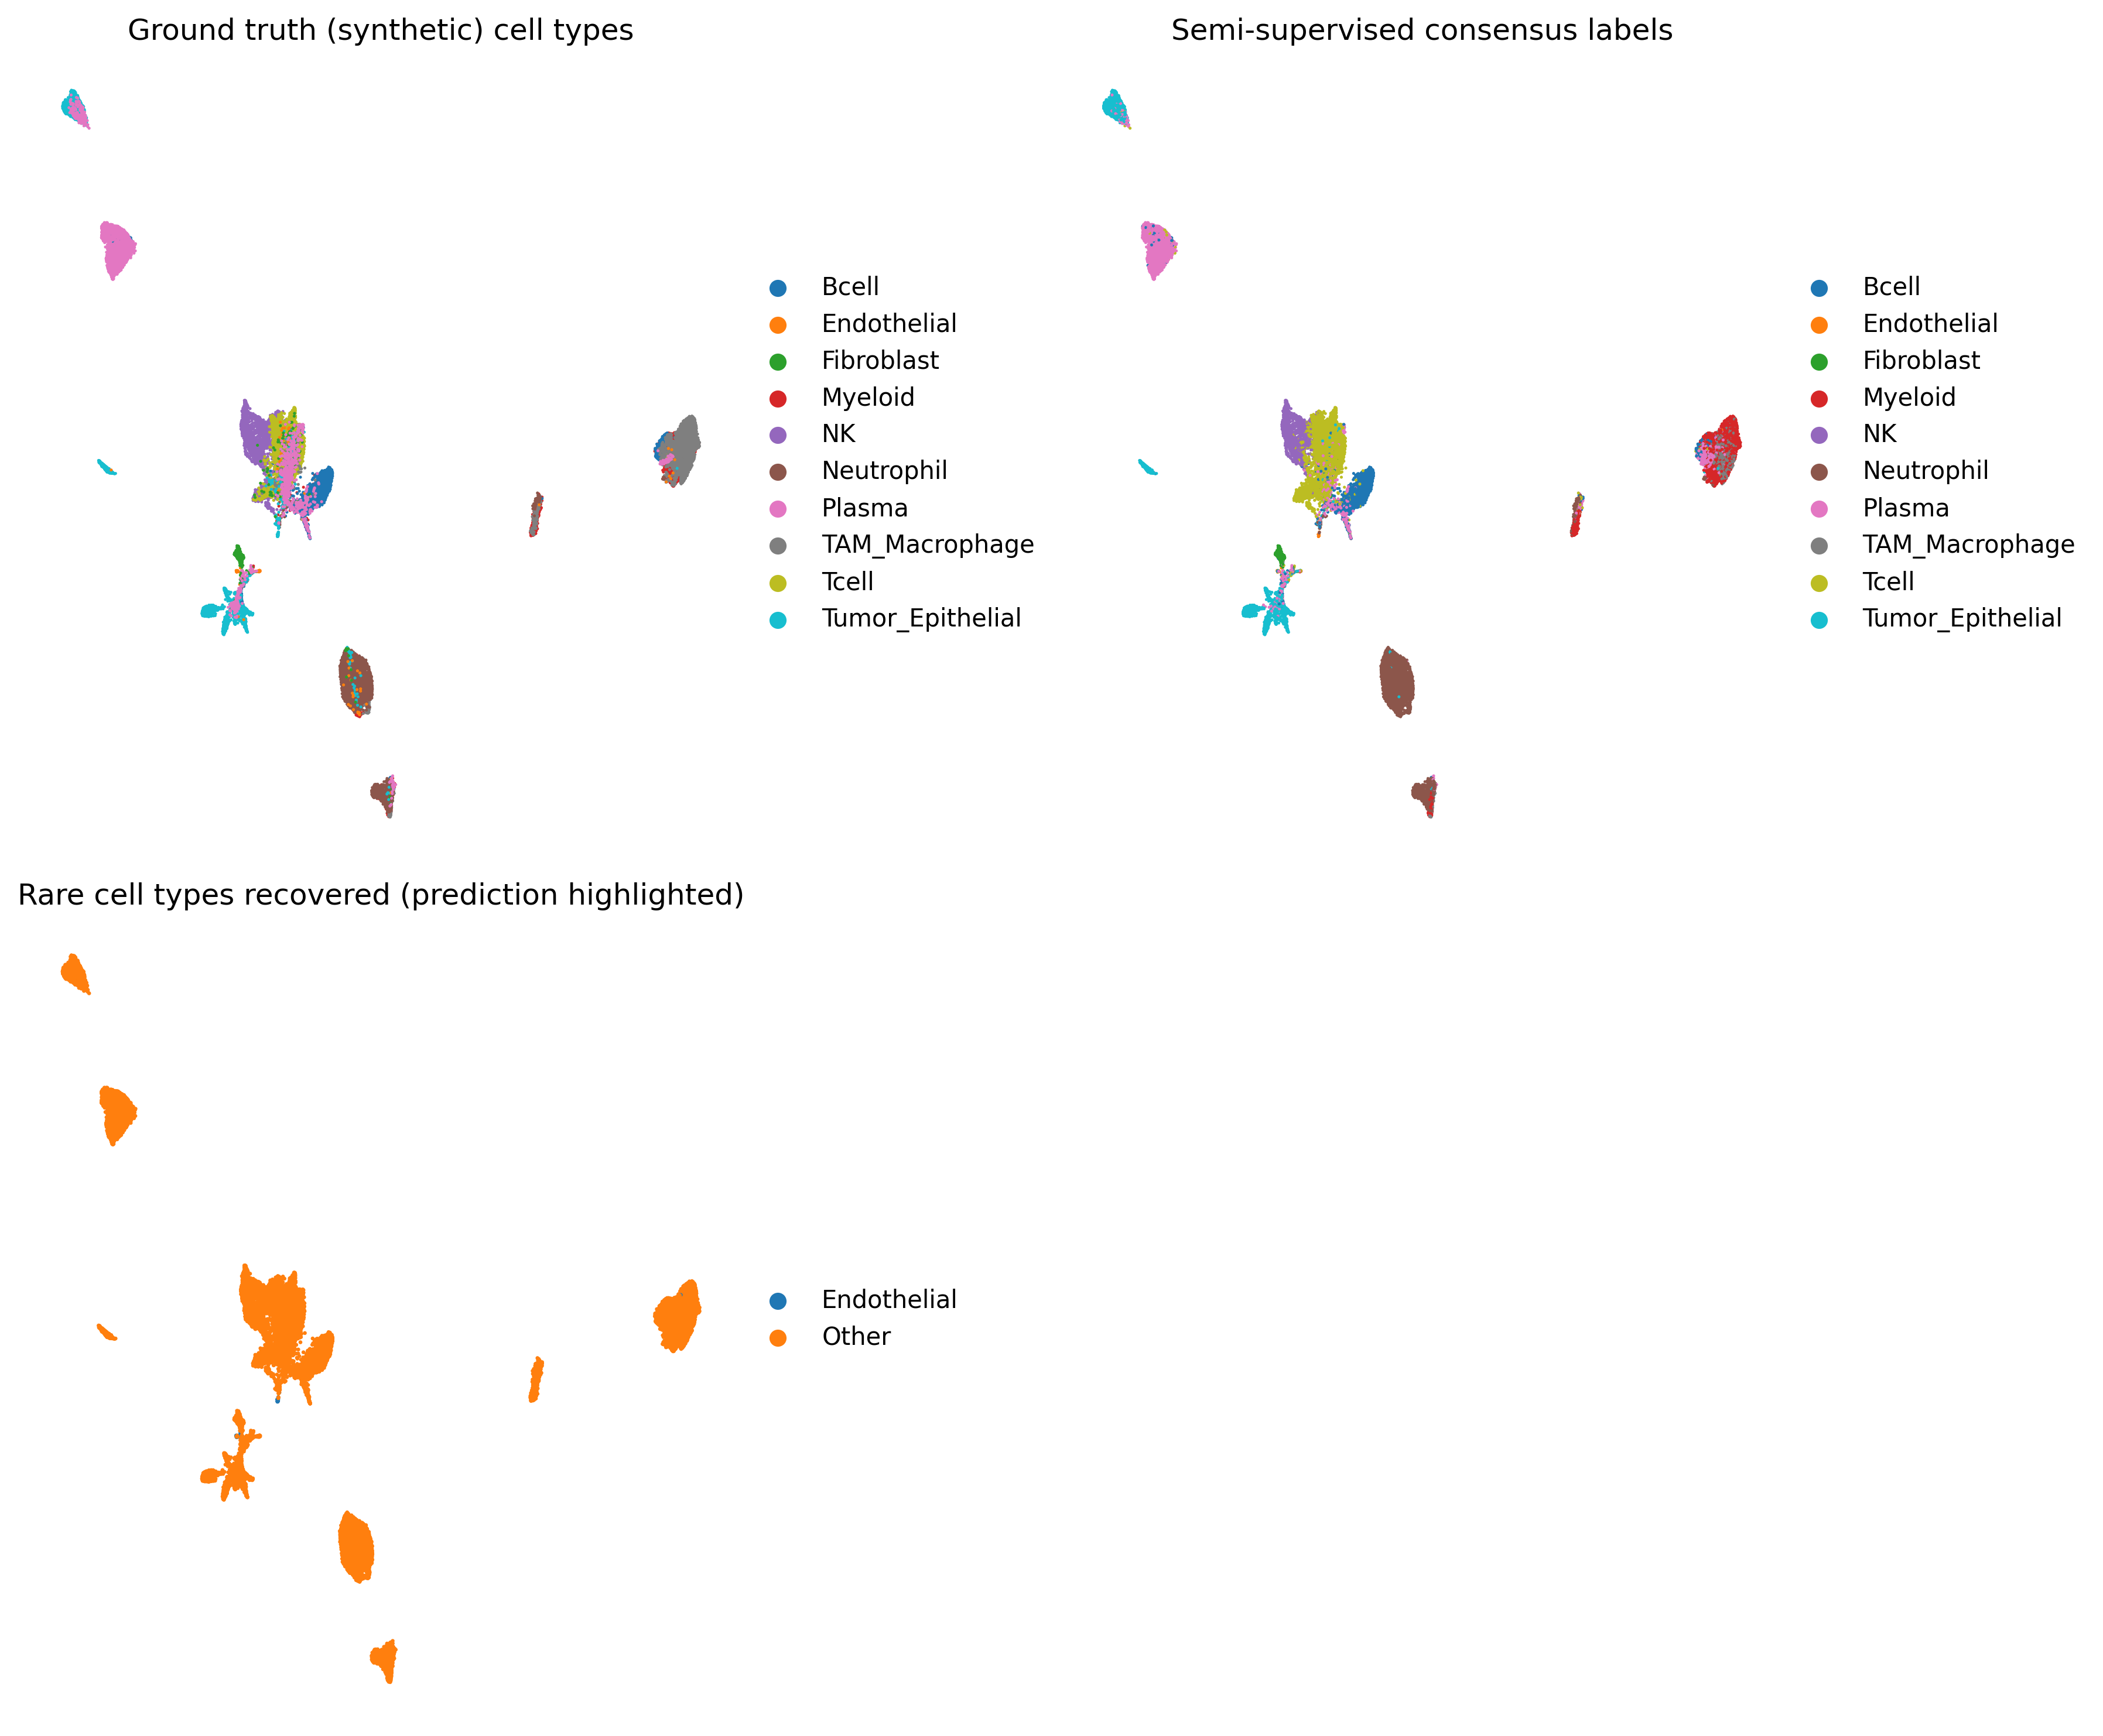 Ground truth (synthetic) cell types
Bcell
Endothelial
Fibroblast
Myeloid
NK
Neutrophil
Plasma
TAM_Macrophage
Tcell
Tumor_Epithelial
Semi-supervised consensus labels
Bcell
Endothelial
Fibroblast
Myeloid
NK
Neutrophil
Plasma
TAM_Macrophage
Tcell
Tumor_Epithelial
Rare cell types recovered (prediction highlighted)
Endothelial
Other